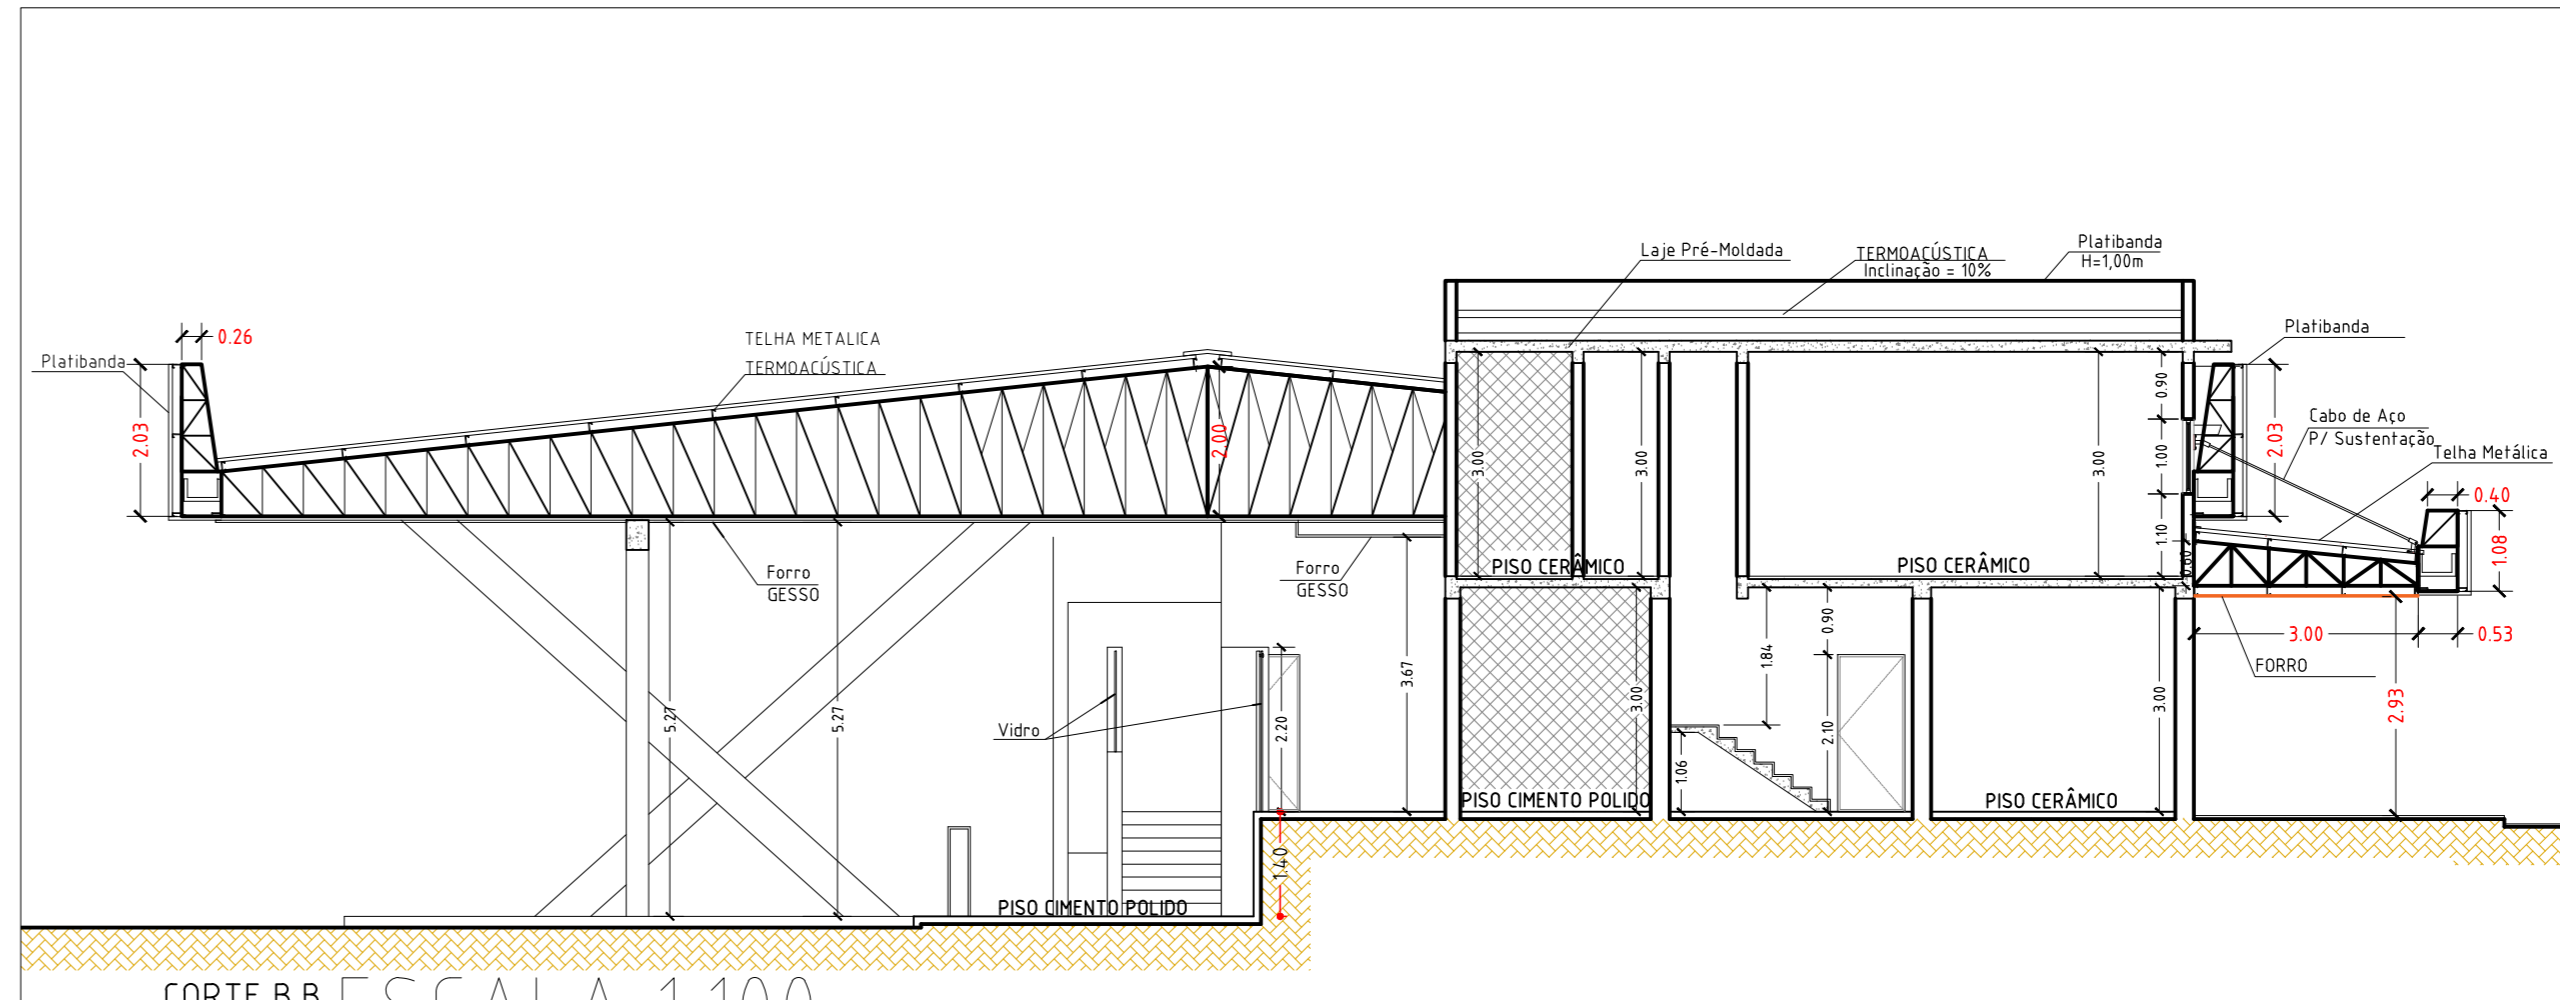 Platibanda
0.26
2.03
TELHA METALICA
TERMOACÚSTICA
2.00
Laje Pré-Moldada
TERMOACÚSTICA
Inclinação = 10%
Platibanda
H=1,00m
Platibanda
Cabo de Aço
P/ Sustentação
Telha Metálica
2.03
0.40
1.08
3.00
3.00
3.00
0.90
1.00
1.10
0.60
PISO CERÂMICO
PISO CERÂMICO
Forro
GESSO
Forro
GESSO
3.00
0.53
FORRO
2.93
5.27
5.27
Vidro
2.20
3.67
3.00
1.84
0.90
2.10
1.06
3.00
PISO CIMENTO POLIDO
PISO CERÂMICO
1.40
PISO CIMENTO POLIDO
CORTE B.B ESCALA 1.100